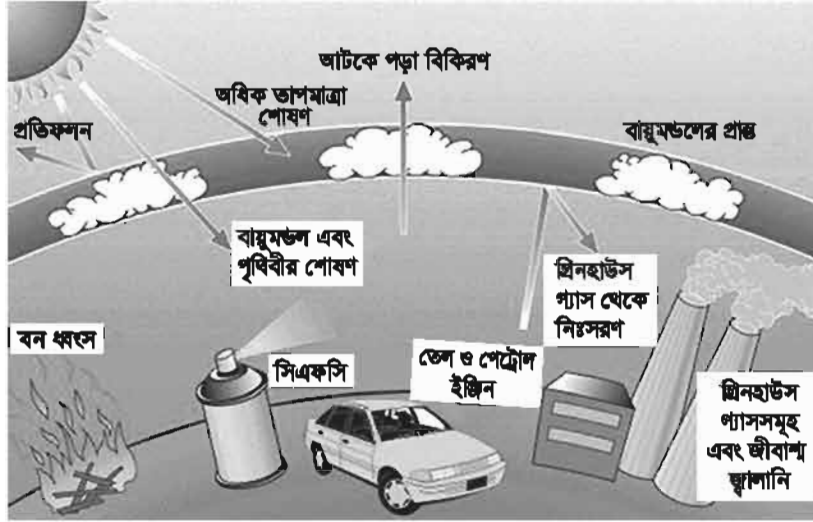 আটকে পড়া বিকিরণ
অধিক তাপমাত্রা
শোষণ
প্রতিফলন
বায়ুমন্ডলের প্রান্ত
বায়ুমন্ডল এবং
পৃথিবীর শোষণ
গ্রিনহাউস
গ্যাস থেকে
নিঃসরণ
বন ধ্বংস
সিএফসি
তেল ও পেট্রোল
ইঞ্জিন
গ্রিনহাউস
গ্যাসসমূহ
এবং জীবাশ্ম
জ্বালানি